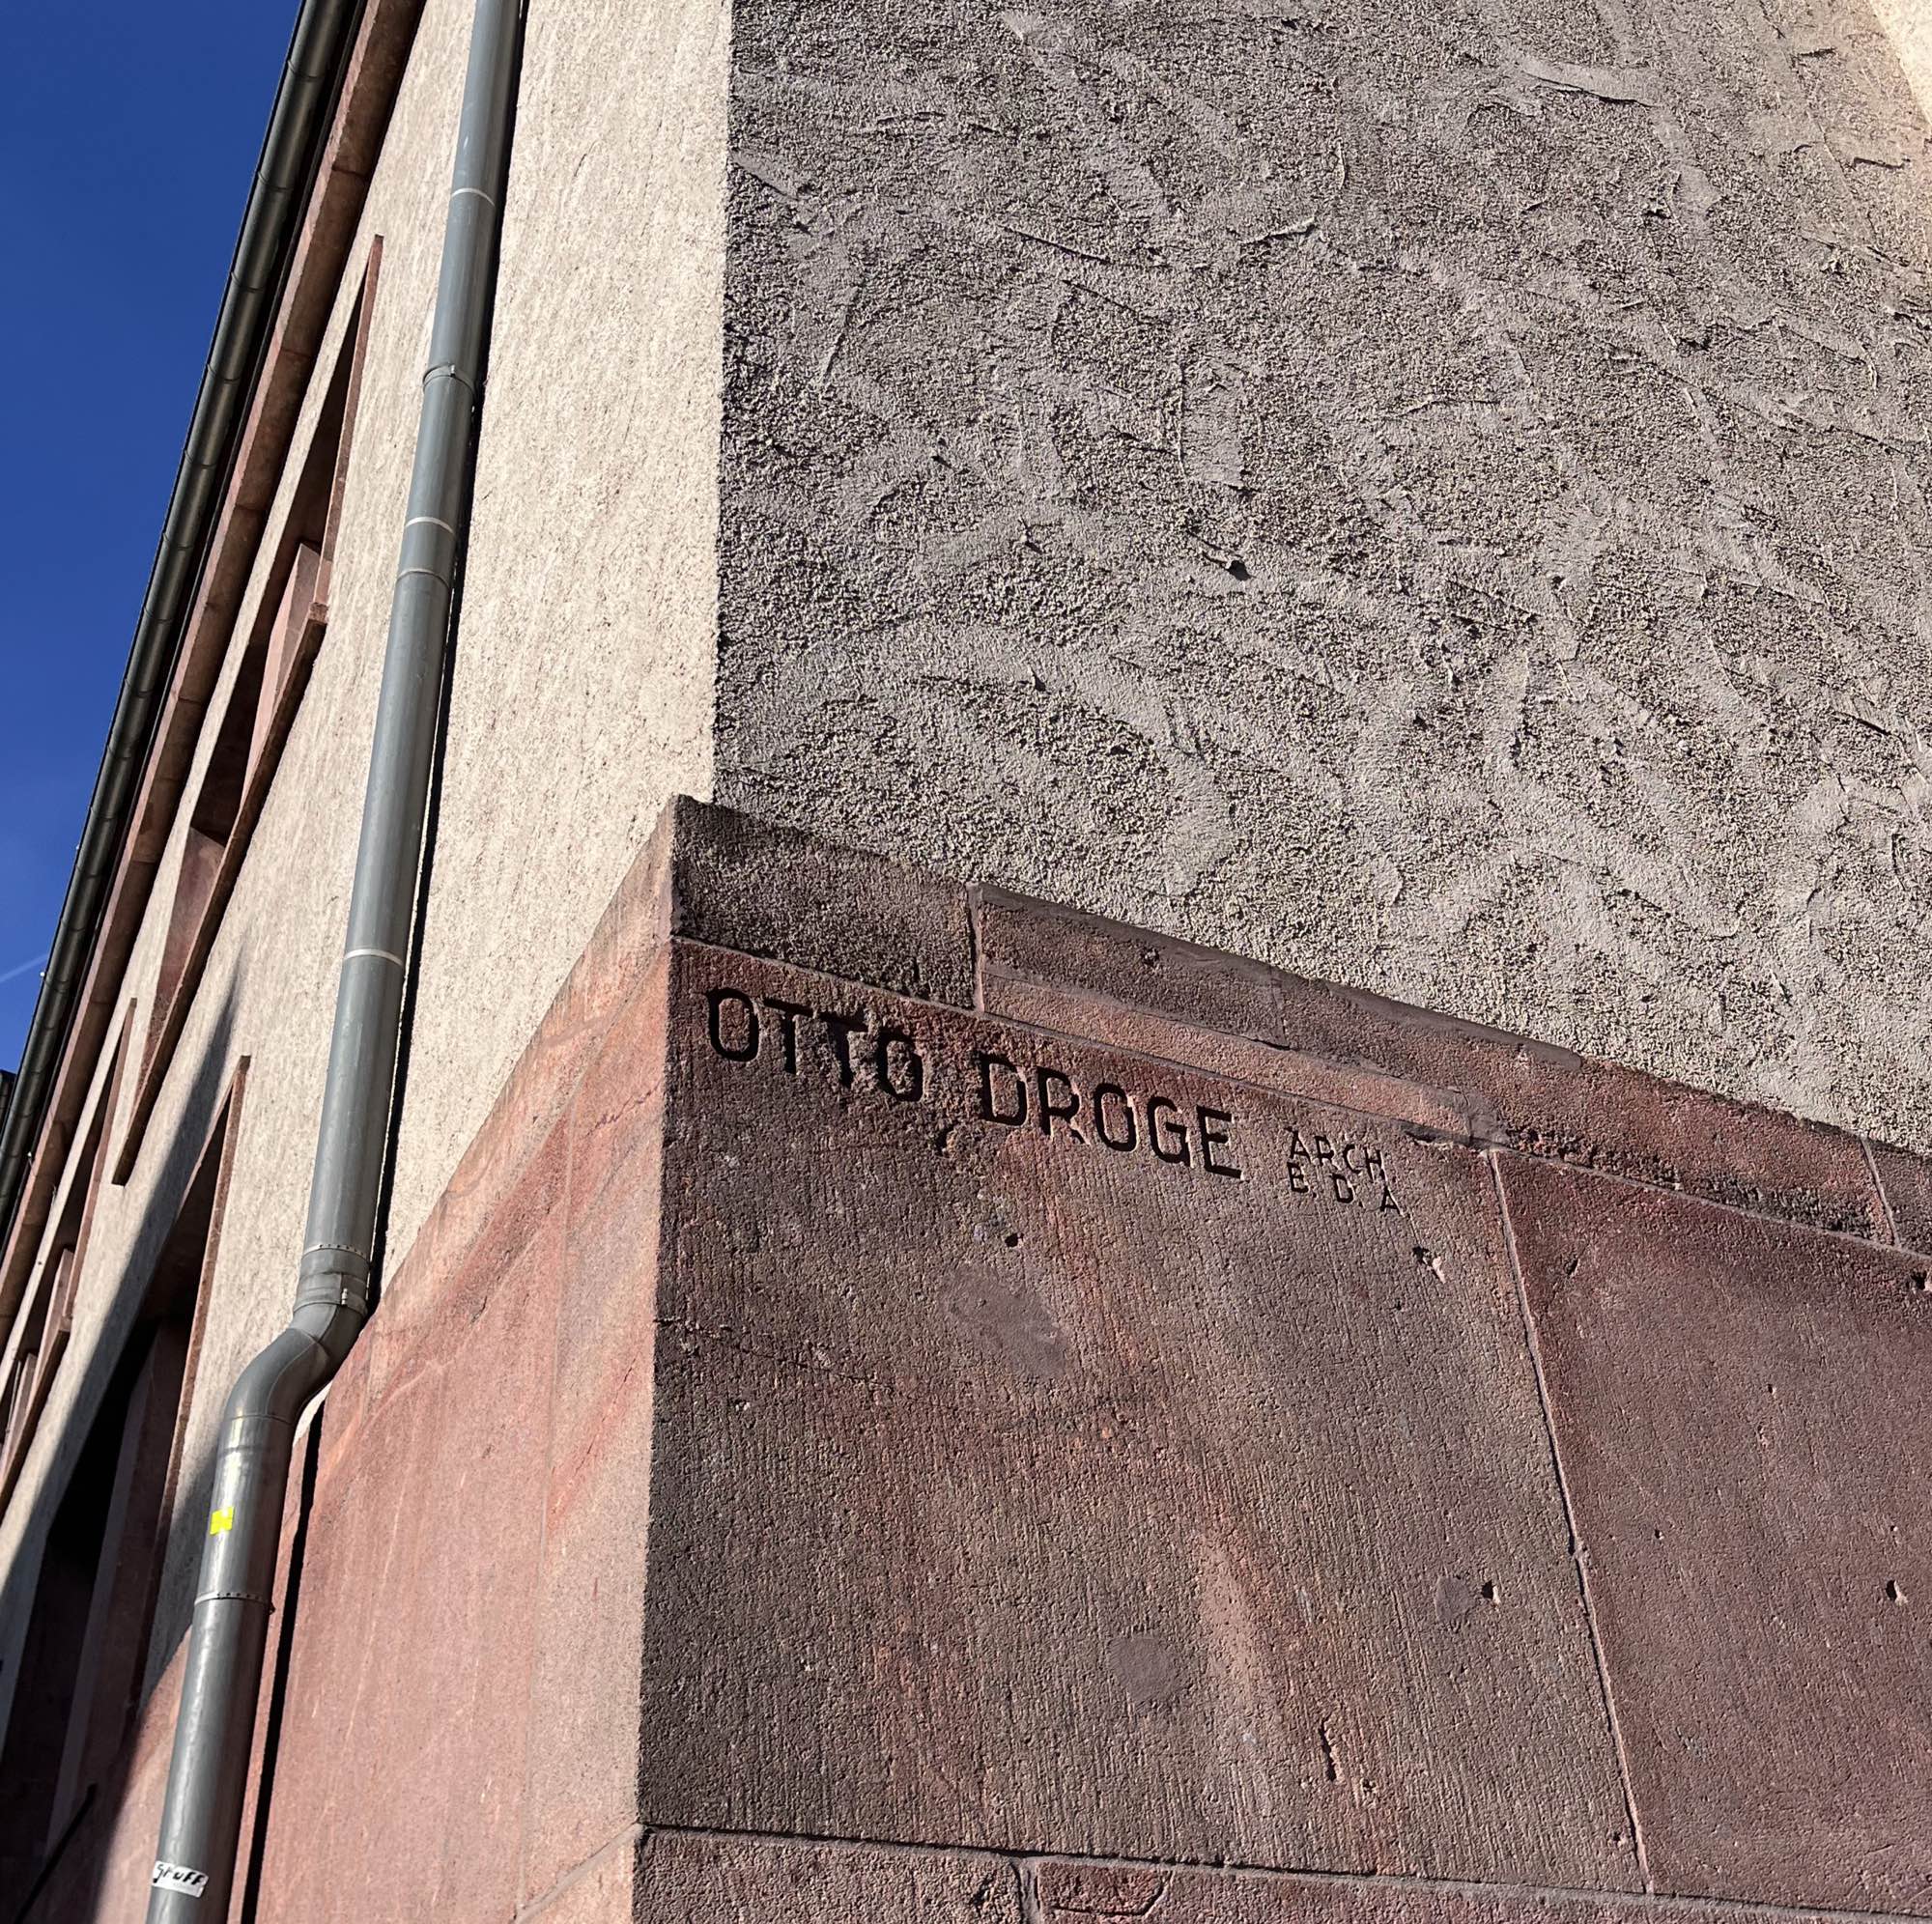 OTTO DROGE
ARCH
B.D.A